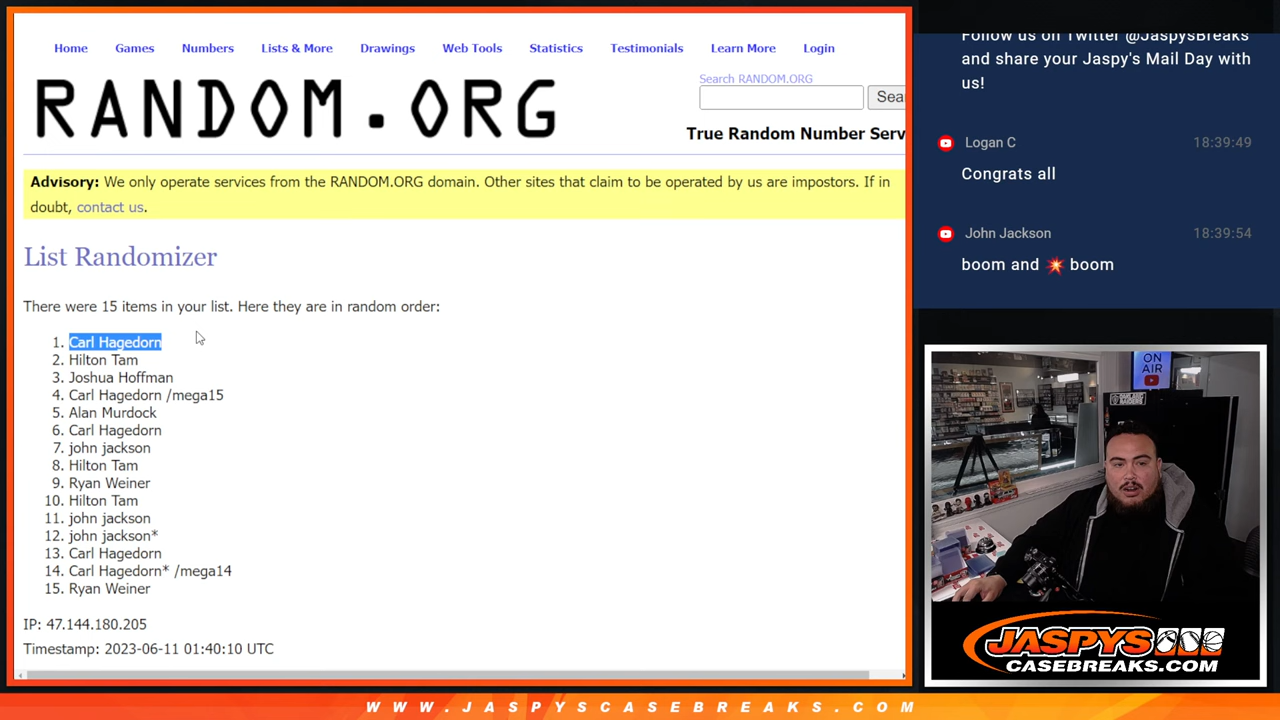 Home Games Numbers Lists & More Drawings Web Tools Statistics Testimonials Learn More Login
RANDOM.ORG
Search RANDOM.ORG
Sea
True Random Number Serv
Advisory: We only operate services from the RANDOM.ORG domain. Other sites that claim to be operated by us are impostors. If in
doubt, contact us.
List Randomizer
There were 15 items in your list. Here they are in random order:
1. Carl Hagedorn
2. Hilton Tam
3. Joshua Hoffman
4. Carl Hagedorn /mega15
5. Alan Murdock
6. Carl Hagedorn
7. john jackson
8. Hilton Tam
9. Ryan Weiner
10. Hilton Tam
11. john jackson
12. john jackson*
13. Carl Hagedorn
14. Carl Hagedorn* /mega14
15. Ryan Weiner
IP: 47.144.180.205
Timestamp: 2023-06-11 01:40:10 UTC
Follow us on Twitter @JaspysBreaks
and share your Jaspy's Mail Day with
us!
Logan C 18:39:49
Congrats all
John Jackson 18:39:54
boom and 💥 boom
ON
AIR
JASPYS
CASEBREAKS.COM
WWW.JASPYSCASEBREAKS.COM